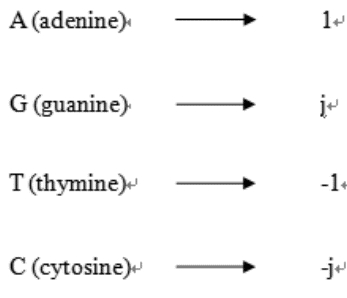 A (adenine) 1
G (guanine) j
T (thymine) -1
C (cytosine) -j